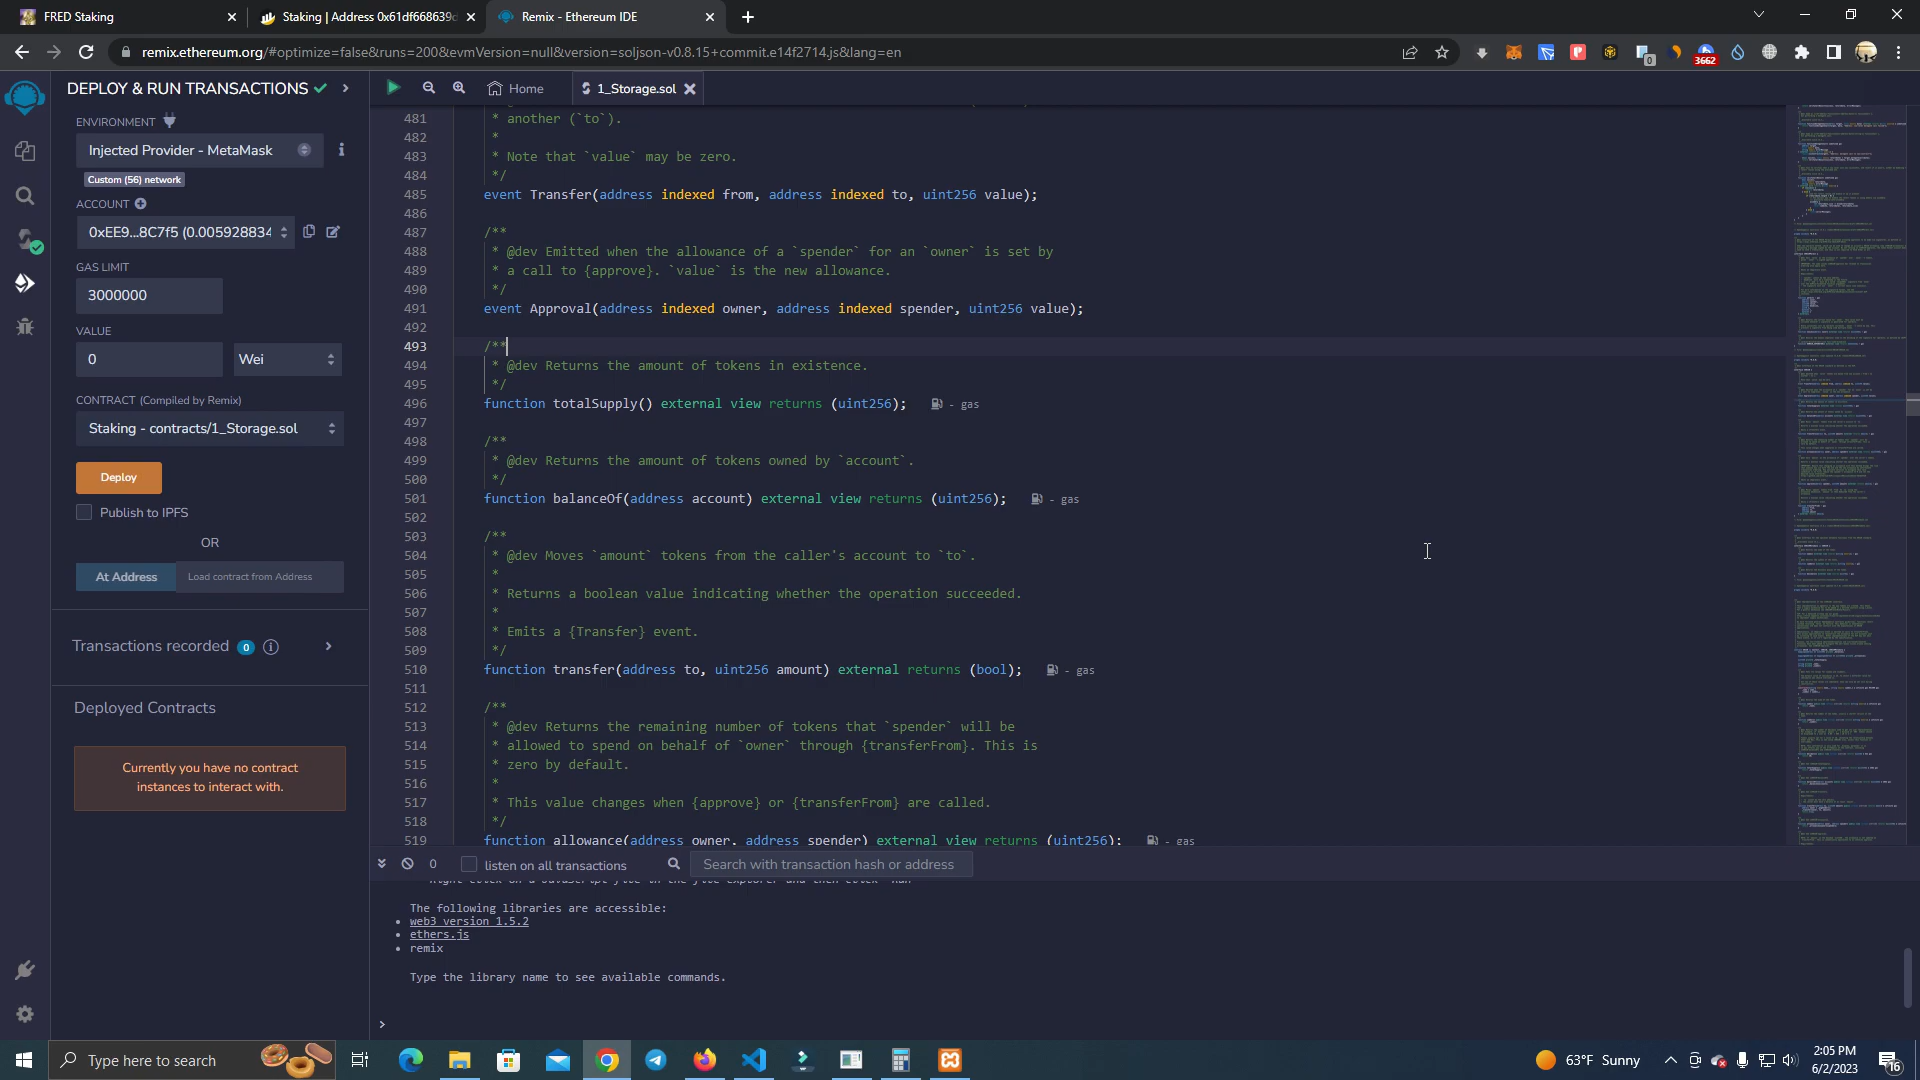 FRED Staking
Staking | Address 0x61df668639d
Remix - Ethereum IDE
remix.ethereum.org/#optimize=false&runs=200&evmVersion=null&version=soljson-v0.8.15+commit.e14f2714.js&lang=en
0
3662
DEPLOY & RUN TRANSACTIONS
Home
1_Storage.sol
ENVIRONMENT
Injected Provider - MetaMask
Custom (56) network
ACCOUNT
0xEE9...8C7f5 (0.005928834
GAS LIMIT
3000000
VALUE
0
Wei
CONTRACT (Compiled by Remix)
Staking - contracts/1_Storage.sol
Deploy
Publish to IPFS
OR
At Address
Load contract from Address
Transactions recorded 0
Deployed Contracts
Currently you have no contract
instances to interact with.
481 * another (`to`).
482 *
483 * Note that `value` may be zero.
484 */
485 event Transfer(address indexed from, address indexed to, uint256 value);
486
487 /**
488 * @dev Emitted when the allowance of a `spender` for an `owner` is set by
489 * a call to {approve}. `value` is the new allowance.
490 */
491 event Approval(address indexed owner, address indexed spender, uint256 value);
492
493 /**
494 * @dev Returns the amount of tokens in existence.
495 */
496 function totalSupply() external view returns (uint256); - gas
497
498 /**
499 * @dev Returns the amount of tokens owned by `account`.
500 */
501 function balanceOf(address account) external view returns (uint256); - gas
502
503 /**
504 * @dev Moves `amount` tokens from the caller's account to `to`.
505 *
506 * Returns a boolean value indicating whether the operation succeeded.
507 *
508 * Emits a {Transfer} event.
509 */
510 function transfer(address to, uint256 amount) external returns (bool); - gas
511
512 /**
513 * @dev Returns the remaining number of tokens that `spender` will be
514 * allowed to spend on behalf of `owner` through {transferFrom}. This is
515 * zero by default.
516 *
517 * This value changes when {approve} or {transferFrom} are called.
518 */
519 function allowance(address owner, address spender) external view returns (uint256); - gas
0
listen on all transactions
Search with transaction hash or address
The following libraries are accessible:
• web3 version 1.5.2
• ethers.js
• remix
Type the library name to see available commands.
>
Type here to search
63°F Sunny
2:05 PM
6/2/2023
16